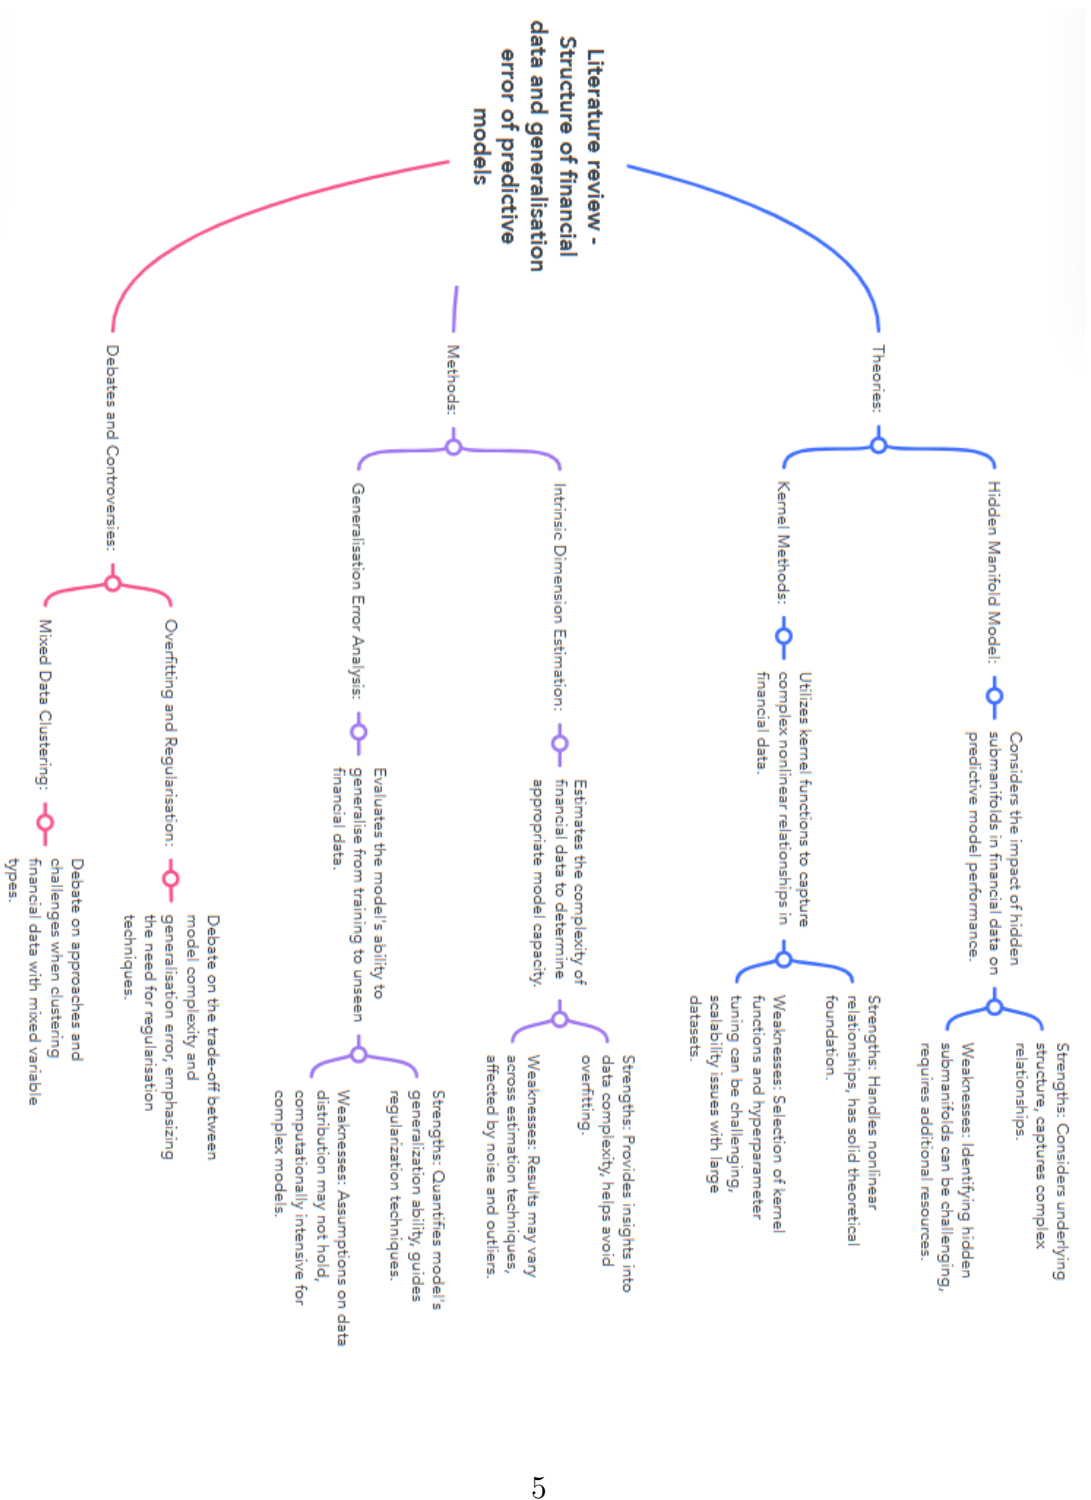 Literature review -
Structure of financial
data and generalisation
error of predictive
models
Theories:
Hidden Manifold Model:
Considers the impact of hidden
submanifolds in financial data on
predictive model performance.
Strengths: Considers underlying
structure, captures complex
relationships.
Weaknesses: Identifying hidden
submanifolds can be challenging,
requires additional resources.
Kernel Methods:
Utilizes kernel functions to capture
complex nonlinear relationships in
financial data.
Strengths: Handles nonlinear
relationships, has solid theoretical
foundation.
Weaknesses: Selection of kernel
functions and hyperparameter
tuning can be challenging,
scalability issues with large
datasets.
Methods:
Intrinsic Dimension Estimation:
Estimates the complexity of
financial data to determine
appropriate model capacity.
Strengths: Provides insights into
data complexity, helps avoid
overfitting.
Weaknesses: Results may vary
across estimation techniques,
affected by noise and outliers.
Generalisation Error Analysis:
Evaluates the model's ability to
generalise from training to unseen
financial data.
Strengths: Quantifies model's
generalization ability, guides
regularization techniques.
Weaknesses: Assumptions on data
distribution may not hold,
computationally intensive for
complex models.
Debates and Controversies:
Overfitting and Regularisation:
Debate on the trade-off between
model complexity and
generalisation error, emphasizing
the need for regularisation
techniques.
Mixed Data Clustering:
Debate on approaches and
challenges when clustering
financial data with mixed variable
types.
5